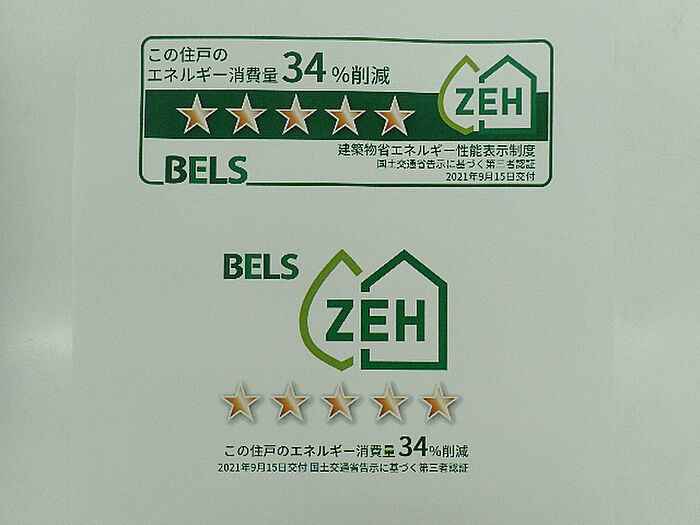 この住戸の
エネルギー消費量 34 %削減
ZEH
建築物省エネルギー性能表示制度
国土交通省告示に基づく第三者認証
BELS
2021年9月15日交付
BELS
ZEH
この住戸のエネルギー消費量34%削減
2021年9月15日交付 国土交通省告示に基づく第三者認証